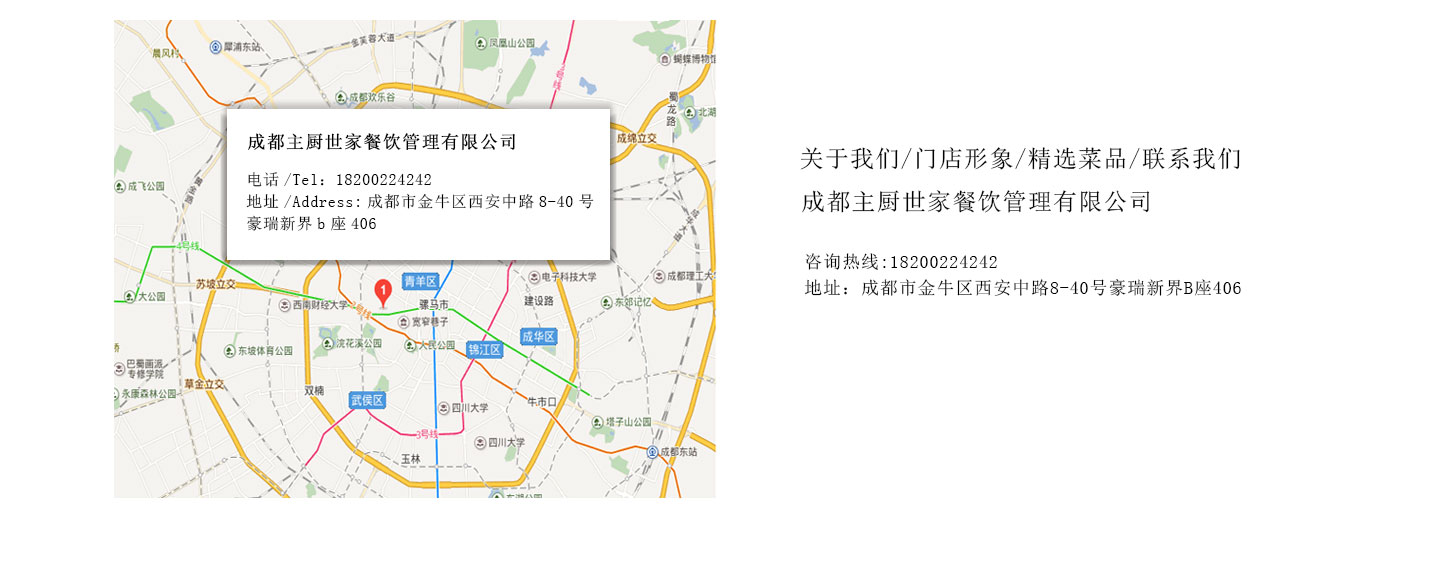 犀浦东站
金芙蓉大道
凤凰山公园
晨风村
2号线
蝴蝶博物馆
成都欢乐谷
蜀龙路
北湖
成绵立交
成都主厨世家餐饮管理有限公司
电话 /Tel: 18200224242
地址 /Address: 成都市金牛区西安中路 8-40 号
豪瑞新界 b 座 406
成飞公园
4号线
苏坡立交
青羊区
电子科技大学
成都理工大学
大公园
西南财经大学
2号线
骡马市
建设路
东郊记忆
宽窄巷子
成华区
东坡体育公园
浣花溪公园
人民公园
锦江区
巴蜀画派
专修学院
草金立交
双楠
永康森林公园
武侯区
四川大学
牛市口
塔子山公园
3号线
四川大学
玉林
成都东站
东湖公园
关于我们/门店形象/精选菜品/联系我们
成都主厨世家餐饮管理有限公司
咨询热线:18200224242
地址: 成都市金牛区西安中路8-40号豪瑞新界B座406